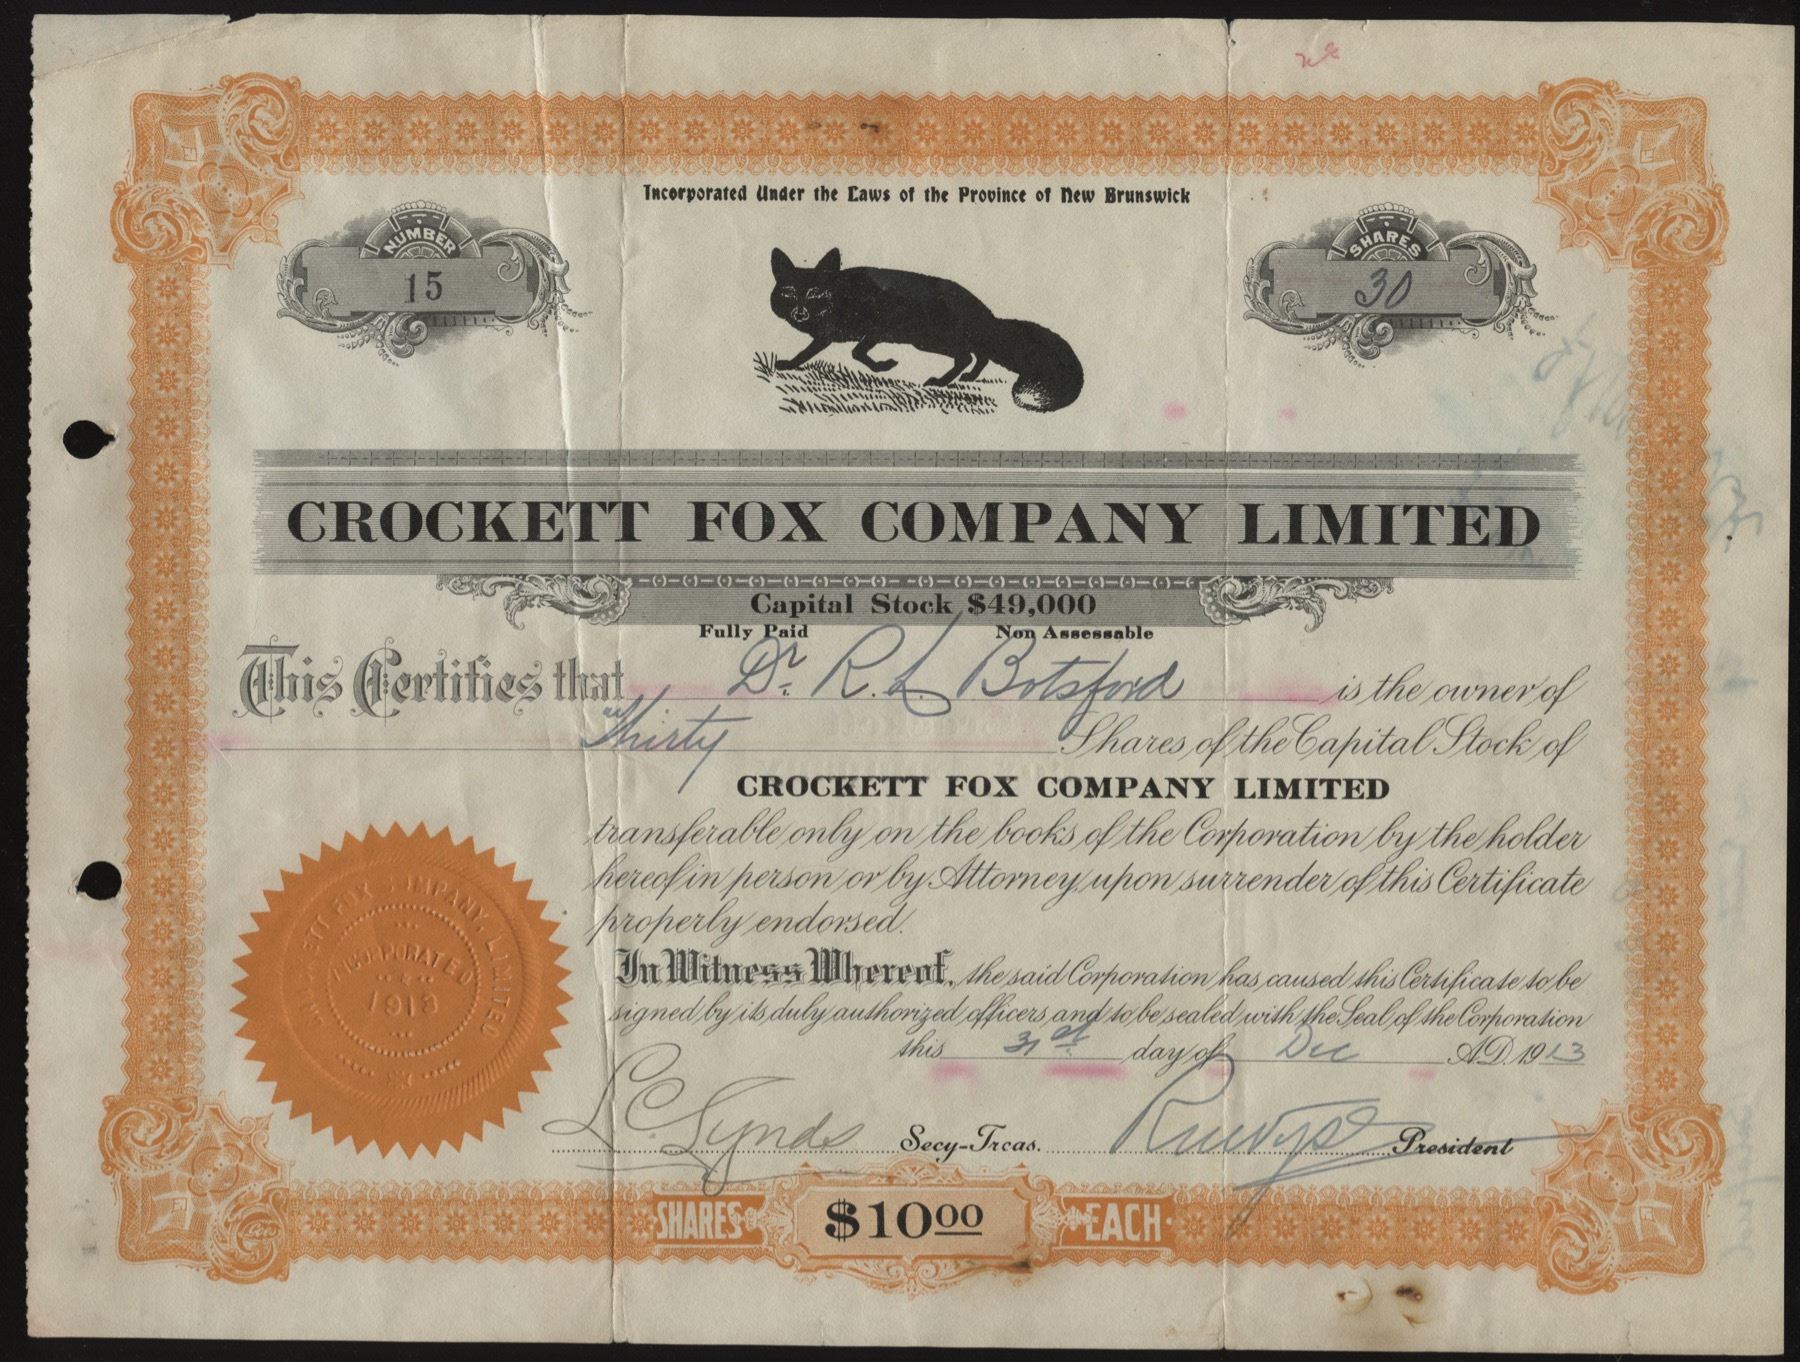 Incorporated Under the Laws of the Province of New Brunswick
NUMBER
15
SHARES
30
CROCKETT FOX COMPANY LIMITED
Capital Stock $49,000
Fully Paid Non Assessable
This Certifies that Dr. R. L. Botsford is the owner of
Thirty Shares of the Capital Stock of
CROCKETT FOX COMPANY LIMITED
transferable only on the books of the Corporation by the holder
hereof in person or by Attorney upon surrender of this Certificate
properly endorsed.
In Witness Whereof, the said Corporation has caused this Certificate to be
signed by its duly authorized officers and to be sealed with the Seal of the Corporation
this 31st day of Dec A.D. 1913
L C Lynds Secy-Treas. President
ETT FOX COMPANY, LIMITED
INCORPORATED
1913
SHARES $10.00 EACH